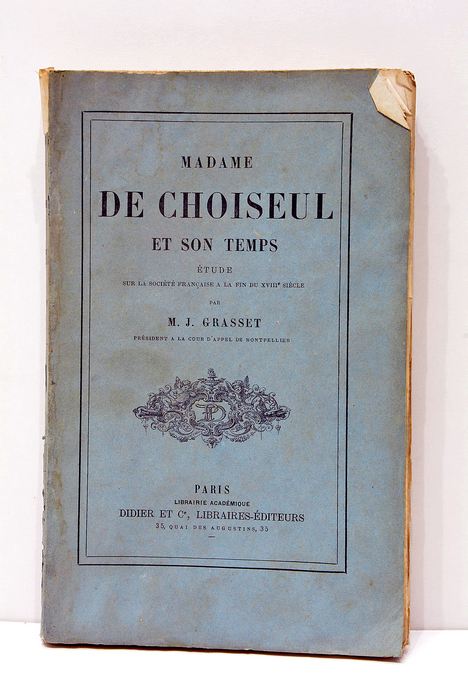 MADAME
DE CHOISEUL
ET SON TEMPS
ÉTUDE
SUR LA SOCIÉTÉ FRANÇAISE A LA FIN DU XVIIIe SIÈCLE
PAR
M. J. GRASSET
PRÉSIDENT A LA COUR D'APPEL DE MONTPELLIER
PARIS
LIBRAIRIE ACADÉMIQUE
DIDIER ET Ce, LIBRAIRES-ÉDITEURS
35, QUAI DES AUGUSTINS, 35